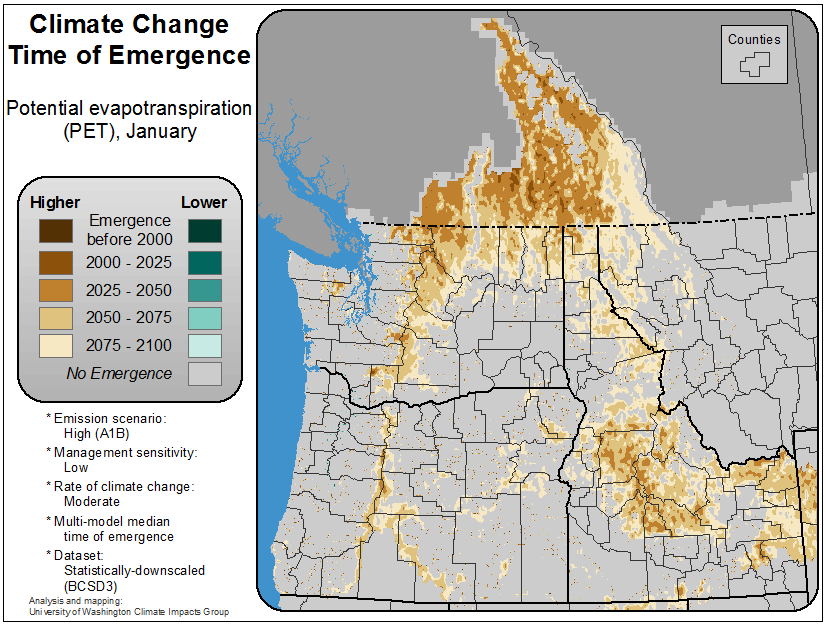 Climate Change
Time of Emergence
Potential evapotranspiration
(PET), January
Higher Lower
Emergence
before 2000
2000 - 2025
2025 - 2050
2050 - 2075
2075 - 2100
No Emergence
* Emission scenario:
High (A1B)
* Management sensitivity:
Low
* Rate of climate change:
Moderate
* Multi-model median
time of emergence
* Dataset:
Statistically-downscaled
(BCSD3)
Analysis and mapping:
University of Washington Climate Impacts Group
Counties